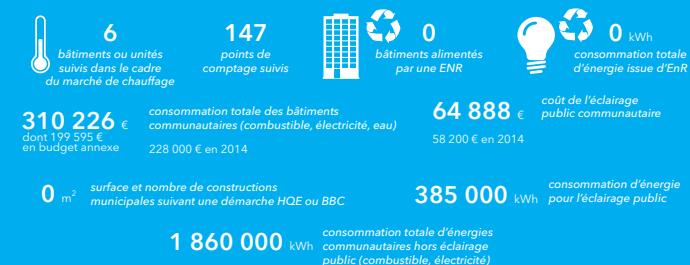 6
bâtiments ou unités
suivis dans le cadre
du marché de chauffage
147
points de
comptage suivis
0
bâtiments alimentés
par une ENR
0 kWh
consommation totale
d'énergie issue d'EnR
310 226 €
dont 199 595 €
en budget annexe
consommation totale des bâtiments
communautaires (combustible, électricité, eau)
228 000 € en 2014
64 888 €
58 200 € en 2014
coût de l'éclairage
public communautaire
0 m²
surface et nombre de constructions
municipales suivant une démarche HQE ou BBC
385 000 kWh
consommation d'énergie
pour l'éclairage public
1 860 000 kWh
consommation totale d'énergies
communautaires hors éclairage
public (combustible, électricité)